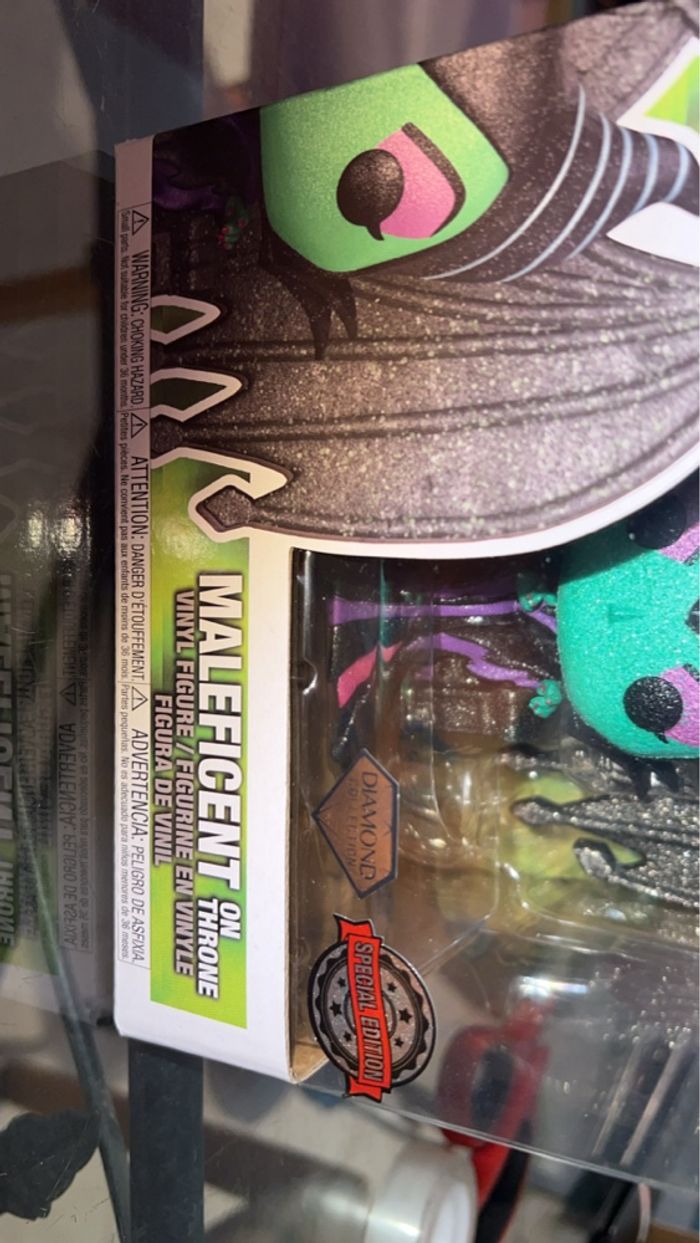 MALEFICENT ON THRONE
VINYL FIGURE / FIGURINE EN VINYLE
FIGURA DE VINIL
WARNING: CHOKING HAZARD.
Small parts. Not suitable for children under 36 months.
ATTENTION: DANGER D'ÉTOUFFEMENT.
Petites pièces. Ne convient pas aux enfants de moins de 36 mois.
ADVERTENCIA: PELIGRO DE ASFIXIA.
Partes pequeñas. No es adecuado para niños menores de 36 meses.
DIAMOND
COLLECTION
SPECIAL EDITION